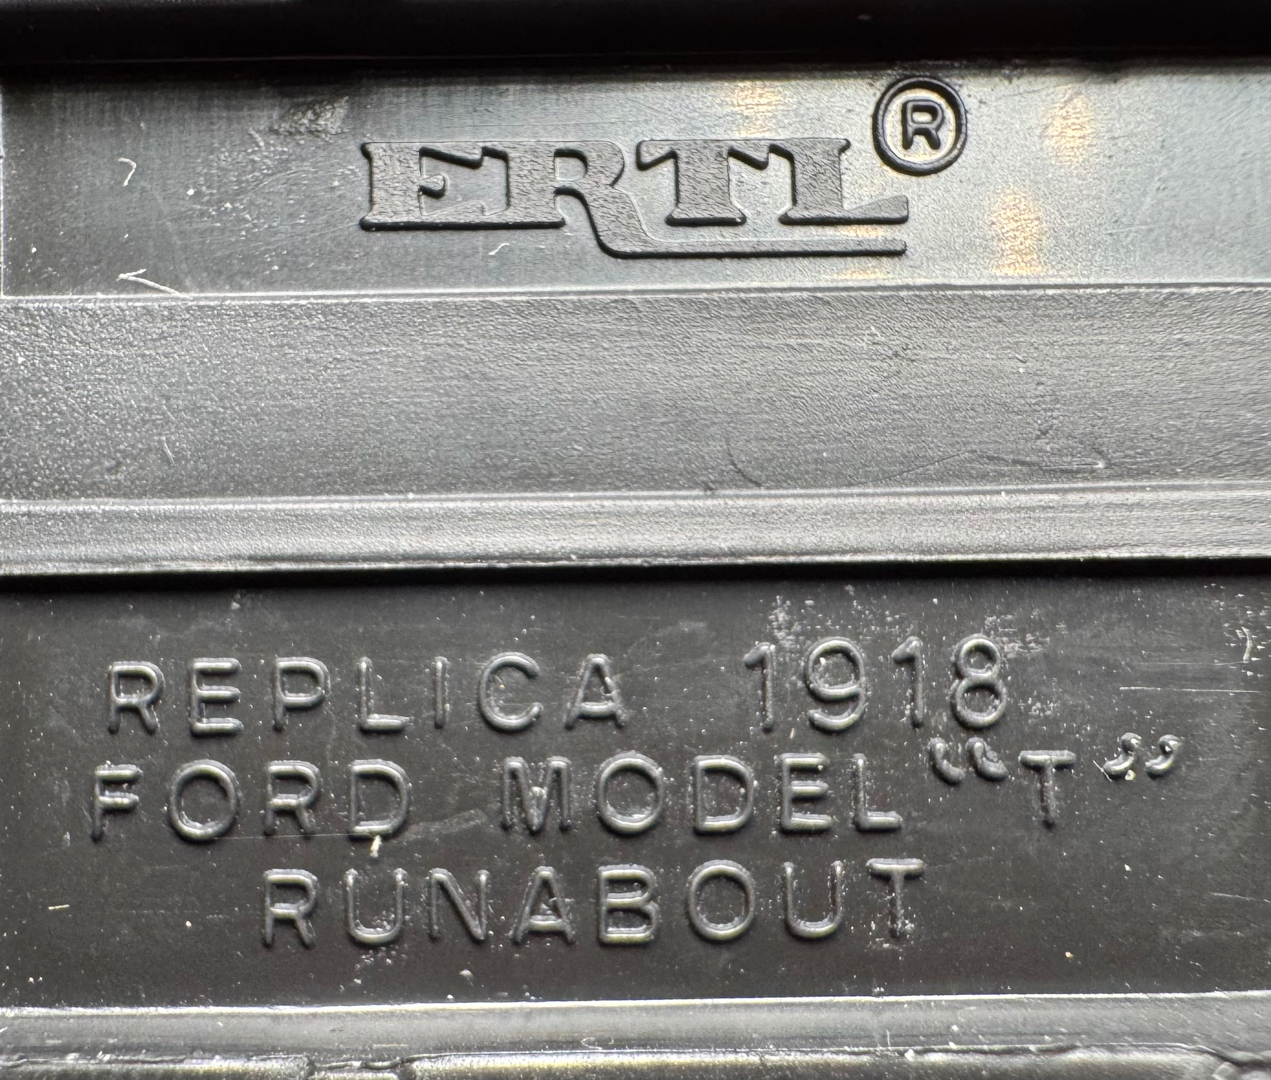 ERTL®
REPLICA 1918
FORD MODEL “T”
RUNABOUT